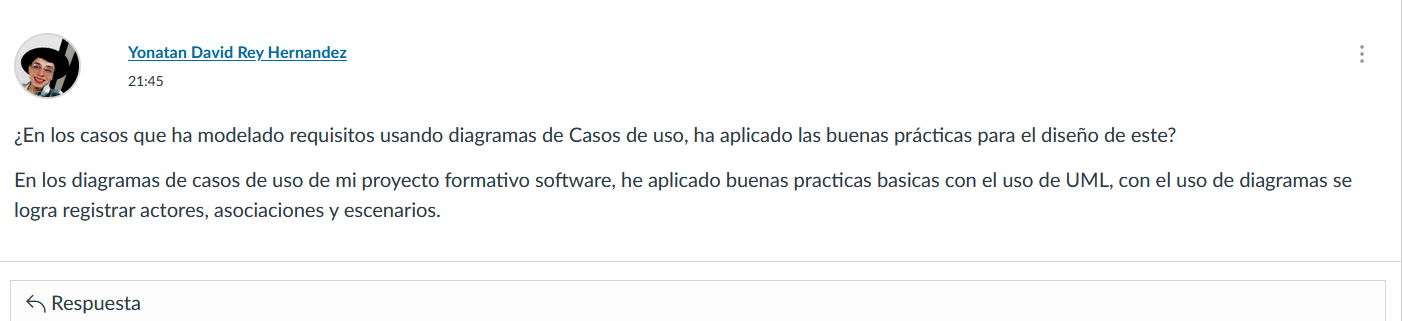 Yonatan David Rey Hernandez
21:45
¿En los casos que ha modelado requisitos usando diagramas de Casos de uso, ha aplicado las buenas prácticas para el diseño de este?
En los diagramas de casos de uso de mi proyecto formativo software, he aplicado buenas practicas basicas con el uso de UML, con el uso de diagramas se
logra registrar actores, asociaciones y escenarios.
Respuesta